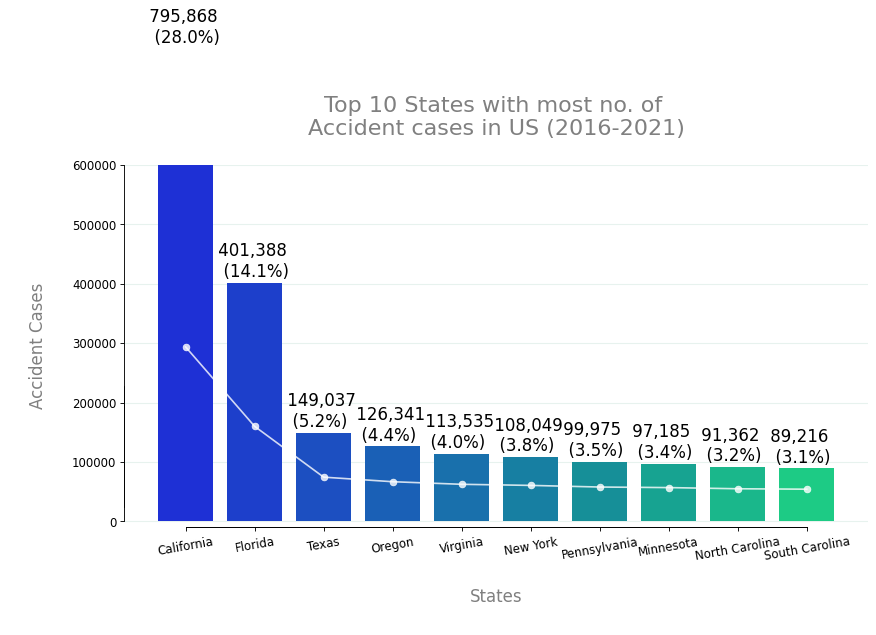 795,868
(28.0%)
Top 10 States with most no. of
Accident cases in US (2016-2021)
600000
500000
400000
300000
200000
100000
0
Accident Cases
401,388
(14.1%)
149,037
(5.2%)
126,341
(4.4%)
113,535
(4.0%)
108,049
(3.8%)
99,975
(3.5%)
97,185
(3.4%)
91,362
(3.2%)
89,216
(3.1%)
California
Florida
Texas
Oregon
Virginia
New York
Pennsylvania
Minnesota
North Carolina
South Carolina
States